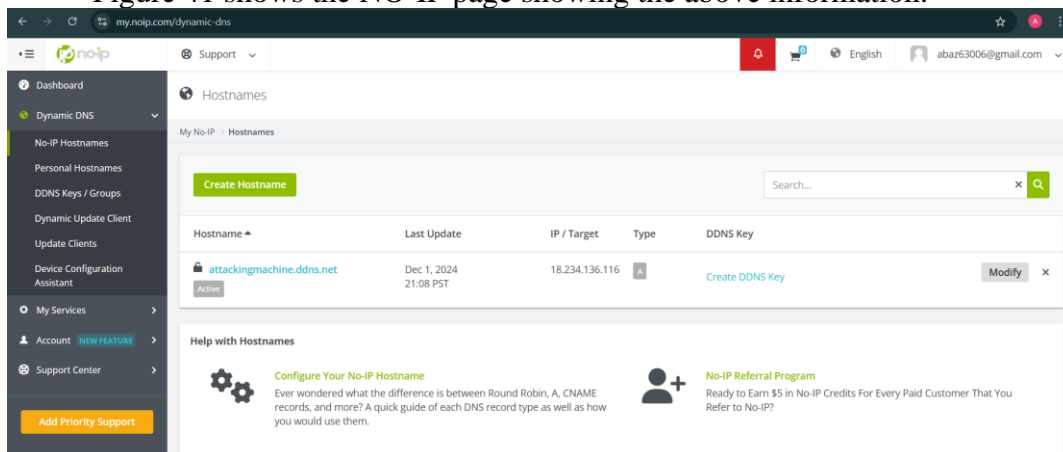 Figure 41 shows the NO-IP page showing the above information.
my.noip.com/dynamic-dns
A
noip
Support
0
English
abaz63006@gmail.com
Dashboard
Dynamic DNS
No-IP Hostnames
Personal Hostnames
DDNS Keys / Groups
Dynamic Update Client
Update Clients
Device Configuration
Assistant
My Services
Account NEW FEATURE
Support Center
Add Priority Support
Hostnames
My No-IP > Hostnames
Create Hostname
Search...
Hostname Last Update IP / Target Type DDNS Key
attackingmachine.ddns.net Dec 1, 2024 18.234.136.116 A Create DDNS Key Modify ×
Active 21:08 PST
Help with Hostnames
Configure Your No-IP Hostname
Ever wondered what the difference is between Round Robin, A, CNAME
records, and more? A quick guide of each DNS record type as well as how
you would use them.
No-IP Referral Program
Ready to Earn $5 in No-IP Credits For Every Paid Customer That You
Refer to No-IP?